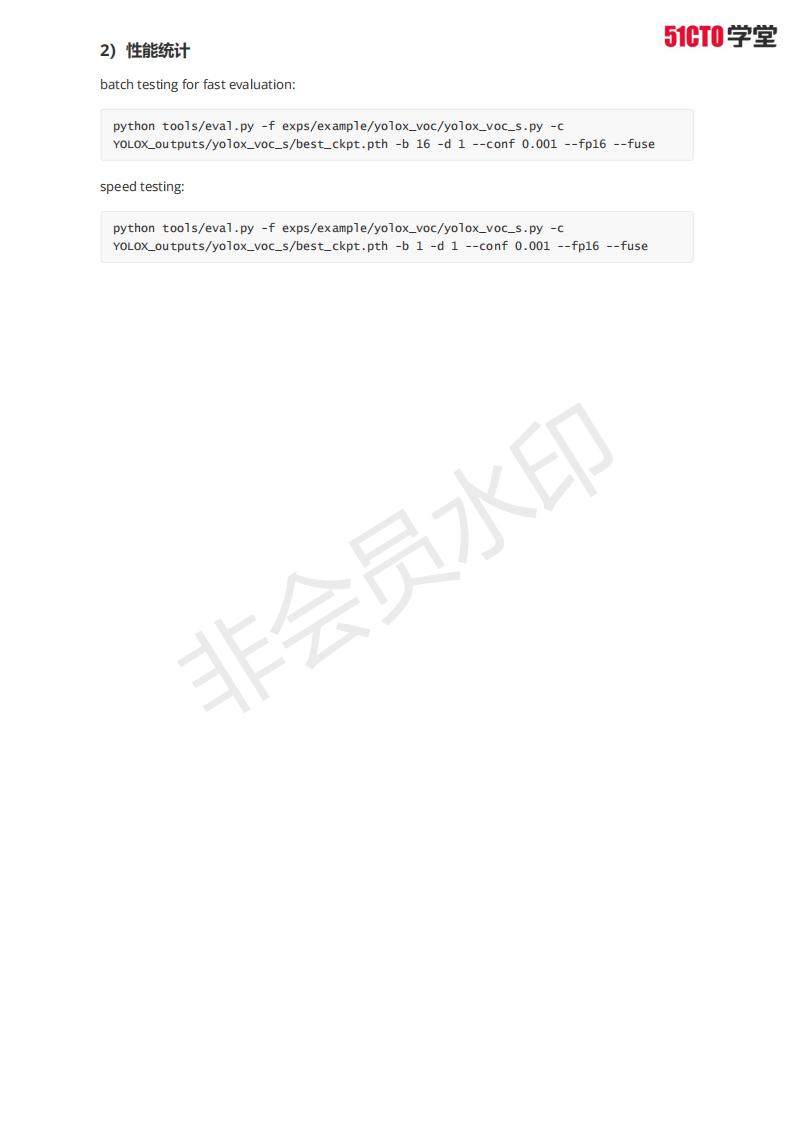 51CTO学堂
2）性能统计
batch testing for fast evaluation:
python tools/eval.py -f exps/example/yolox_voc/yolox_voc_s.py -c
YOLOX_outputs/yolox_voc_s/best_ckpt.pth -b 16 -d 1 --conf 0.001 --fp16 --fuse
speed testing:
python tools/eval.py -f exps/example/yolox_voc/yolox_voc_s.py -c
YOLOX_outputs/yolox_voc_s/best_ckpt.pth -b 1 -d 1 --conf 0.001 --fp16 --fuse
非会员水印